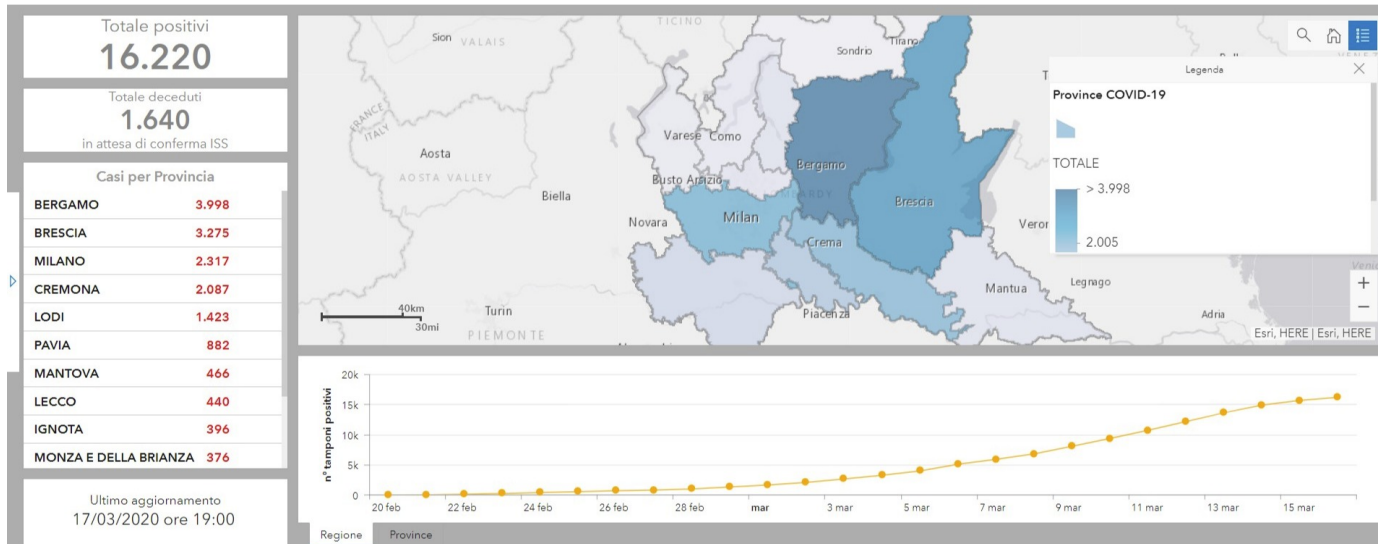 Totale positivi
16.220
Totale deceduti
1.640
in attesa di conferma ISS
Casi per Provincia
BERGAMO 3.998
BRESCIA 3.275
MILANO 2.317
CREMONA 2.087
LODI 1.423
PAVIA 882
MANTOVA 466
LECCO 440
IGNOTA 396
MONZA E DELLA BRIANZA 376
Ultimo aggiornamento
17/03/2020 ore 19:00
TICINO
Sion VALAIS
Sondrio
Tirano
FRANCE
ITALY
Varese Como
Aosta
AOSTA VALLEY
Bergamo
Busto Arsizio
Biella
Brescia
Novara
Milan
Crema
Mantua
Legnago
Turin
PIEMONTE
Piacenza
Adria
40km
30mi
Legenda
Province COVID-19
TOTALE
> 3.998
2.005
+
−
Esri, HERE | Esri, HERE
n° tamponi positivi
20k
15k
10k
5k
0
20 feb 22 feb 24 feb 26 feb 28 feb mar 3 mar 5 mar 7 mar 9 mar 11 mar 13 mar 15 mar
Regione Province